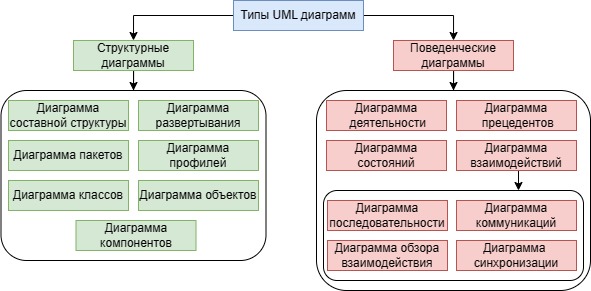 Типы UML диаграмм
Структурные
диаграммы
Поведенческие
диаграммы
Диаграмма
составной структуры
Диаграмма
развертывания
Диаграмма пакетов
Диаграмма
профилей
Диаграмма классов
Диаграмма объектов
Диаграмма
компонентов
Диаграмма
деятельности
Диаграмма
прецедентов
Диаграмма
состояний
Диаграмма
взаимодействий
Диаграмма
последовательности
Диаграмма
коммуникаций
Диаграмма обзора
взаимодействия
Диаграмма
синхронизации